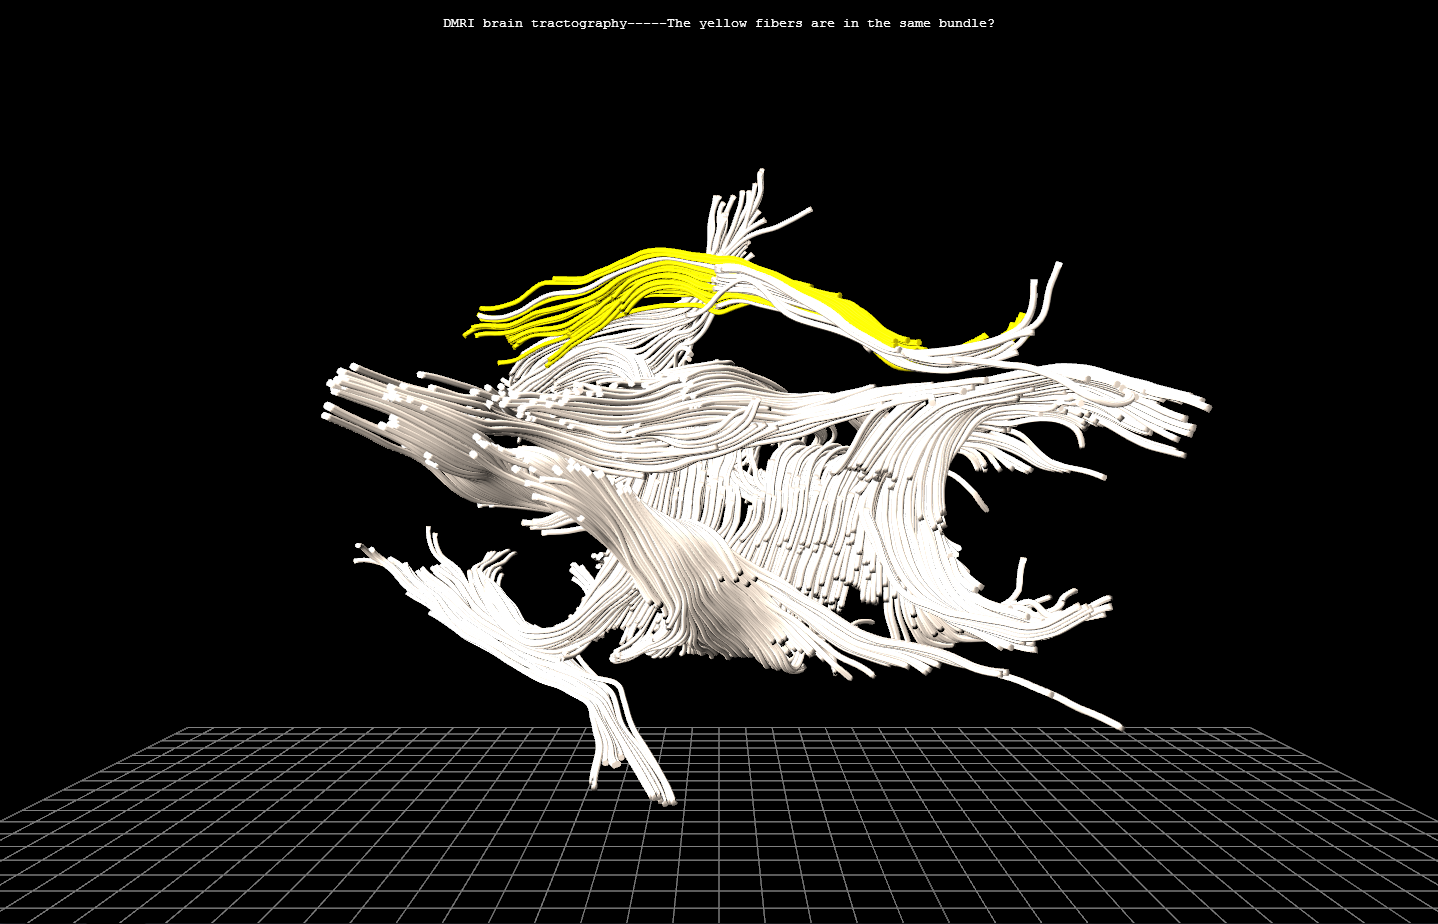 DMRI brain tractography-----The yellow fibers are in the same bundle?